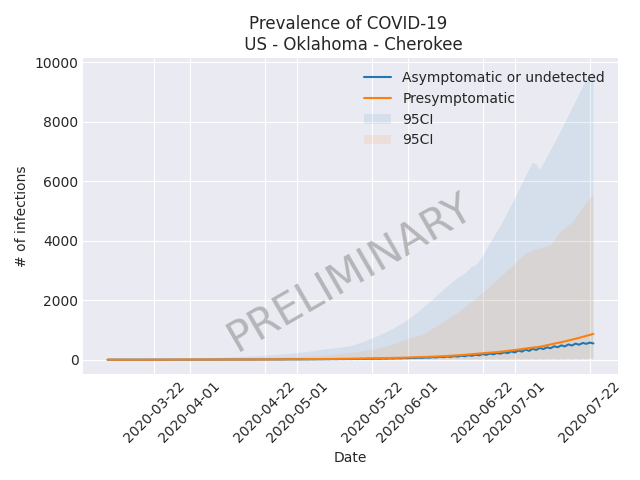 Prevalence of COVID-19
US - Oklahoma - Cherokee
10000
8000
6000
4000
2000
0
# of infections
Asymptomatic or undetected
Presymptomatic
95CI
95CI
PRELIMINARY
2020-03-22
2020-04-01
2020-04-22
2020-05-01
2020-05-22
2020-06-01
2020-06-22
2020-07-01
2020-07-22
Date